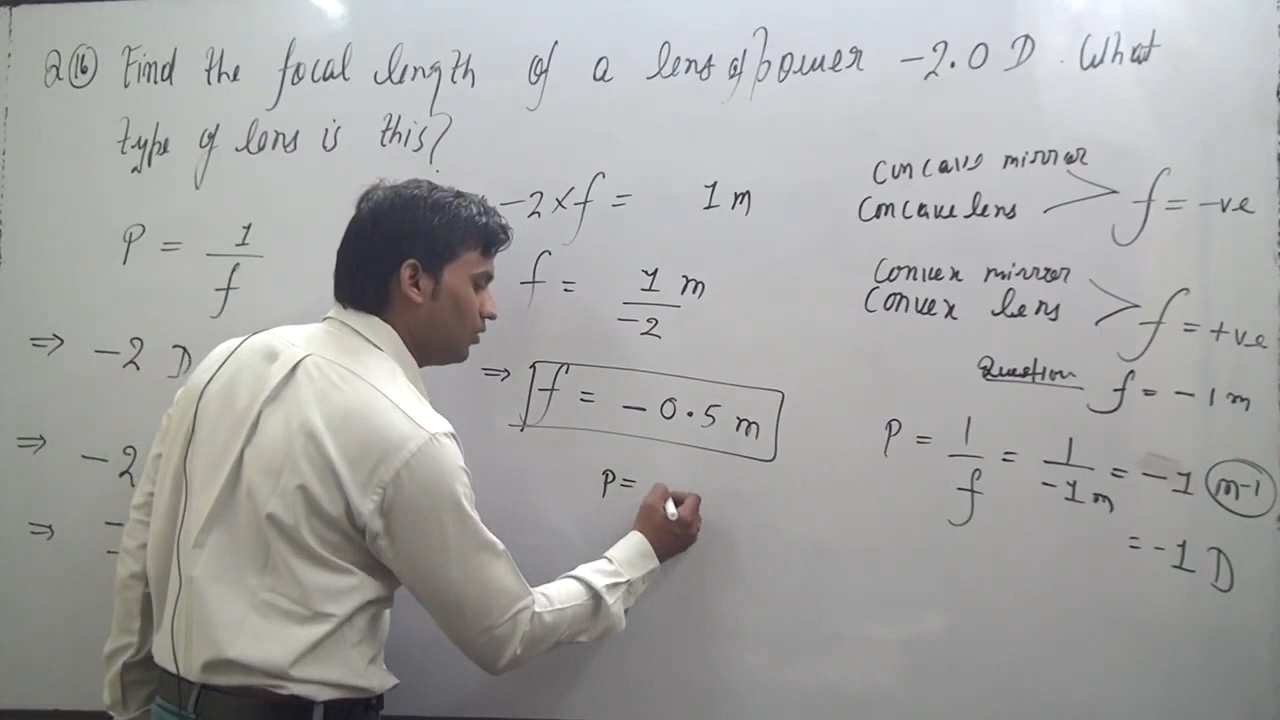 Q 16 Find the focal length of a lens of power -2.0 D. What
type of lens is this?
P = 1/f
⇒ -2 D
⇒ -2
⇒
-2 × f = 1 m
f = 1/-2 m
⇒ f = -0.5 m
P =
Concave mirror
Concave lens
f = -ve
Convex mirror
Convex lens
f = +ve
Question f = -1 m
P = 1/f = 1/-1 m = -1 m-1
= -1 D